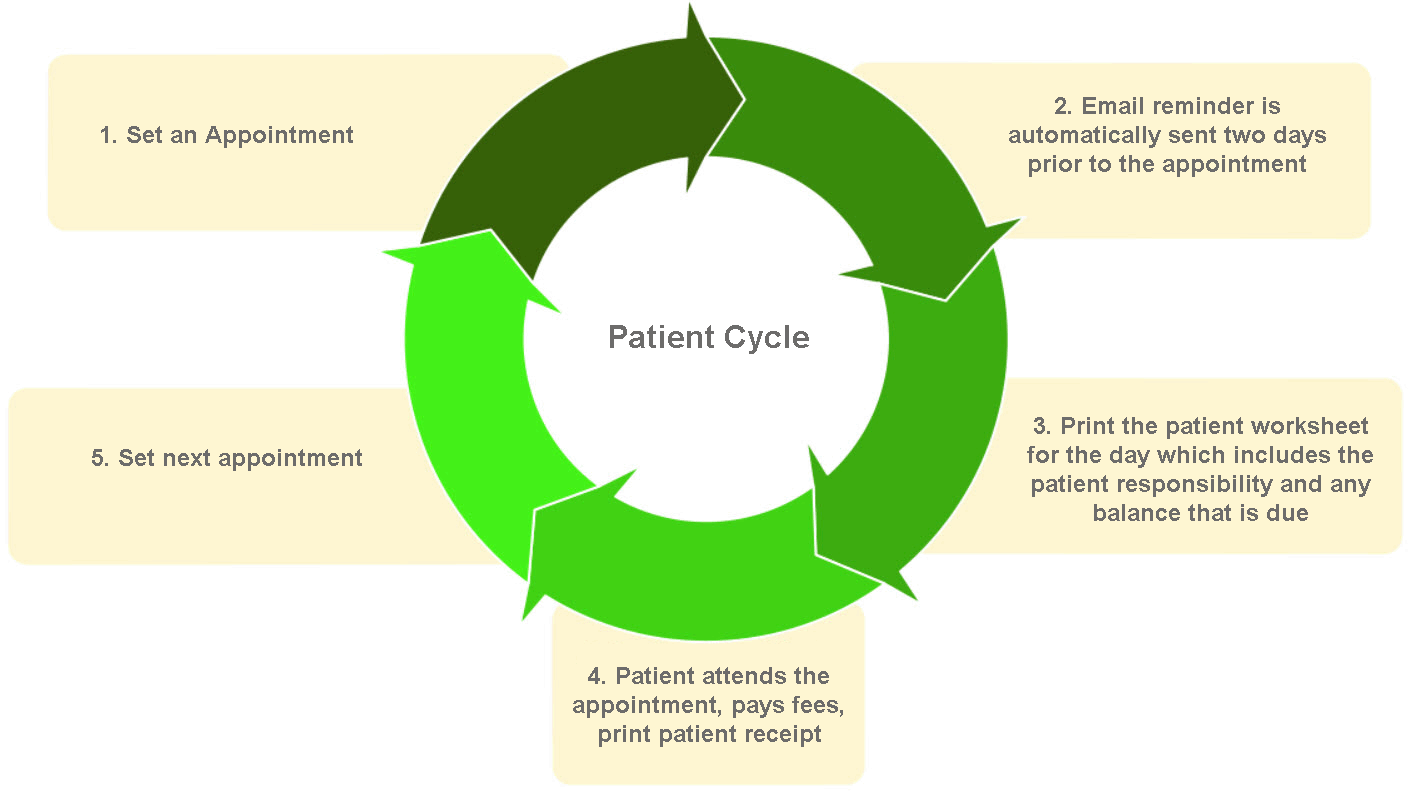 1. Set an Appointment
2. Email reminder is
automatically sent two days
prior to the appointment
Patient Cycle
3. Print the patient worksheet
for the day which includes the
patient responsibility and any
balance that is due
4. Patient attends the
appointment, pays fees,
print patient receipt
5. Set next appointment